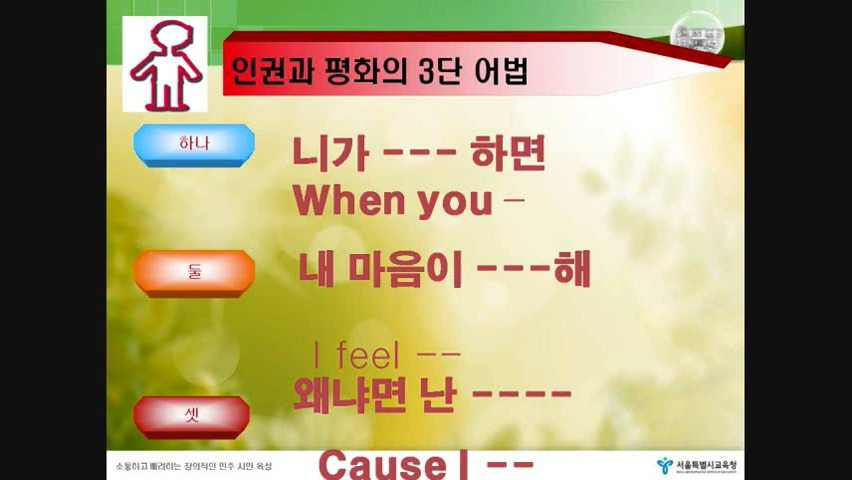 인권과 평화의 3단 어법
하나
니가 --- 하면
When you –
둘
내 마음이 ---해
I feel --
셋
왜냐면 난 ----
Cause I --
소통하고 배려하는 창의적인 민주 시민 육성
서울특별시교육청